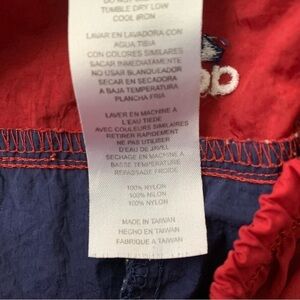 TUMBLE DRY LOW
COOL IRON
LAVAR EN LAVADORA CON
AGUA TIBIA
CON COLORES SIMILARES
SACAR INMEDIATAMENTE
NO USAR BLANQUEADOR
SECAR EN SECADORA
A BAJA TEMPERATURA
PLANCHA FRIA
LAVER EN MACHINE A
L'EAU TIEDE
AVEC COULEURS SIMILAIRES
RETIRER RAPIDEMENT
NE PAS UTILISER
D'EAU DE JAVEL
SECHAGE EN MACHINE A
BASSE TEMPERATURE
REPASSAGE FROIDE
100% NYLON
100% NILON
100% NYLON
MADE IN TAIWAN
HECHO EN TAIWAN
FABRIQUE A TAIWAN